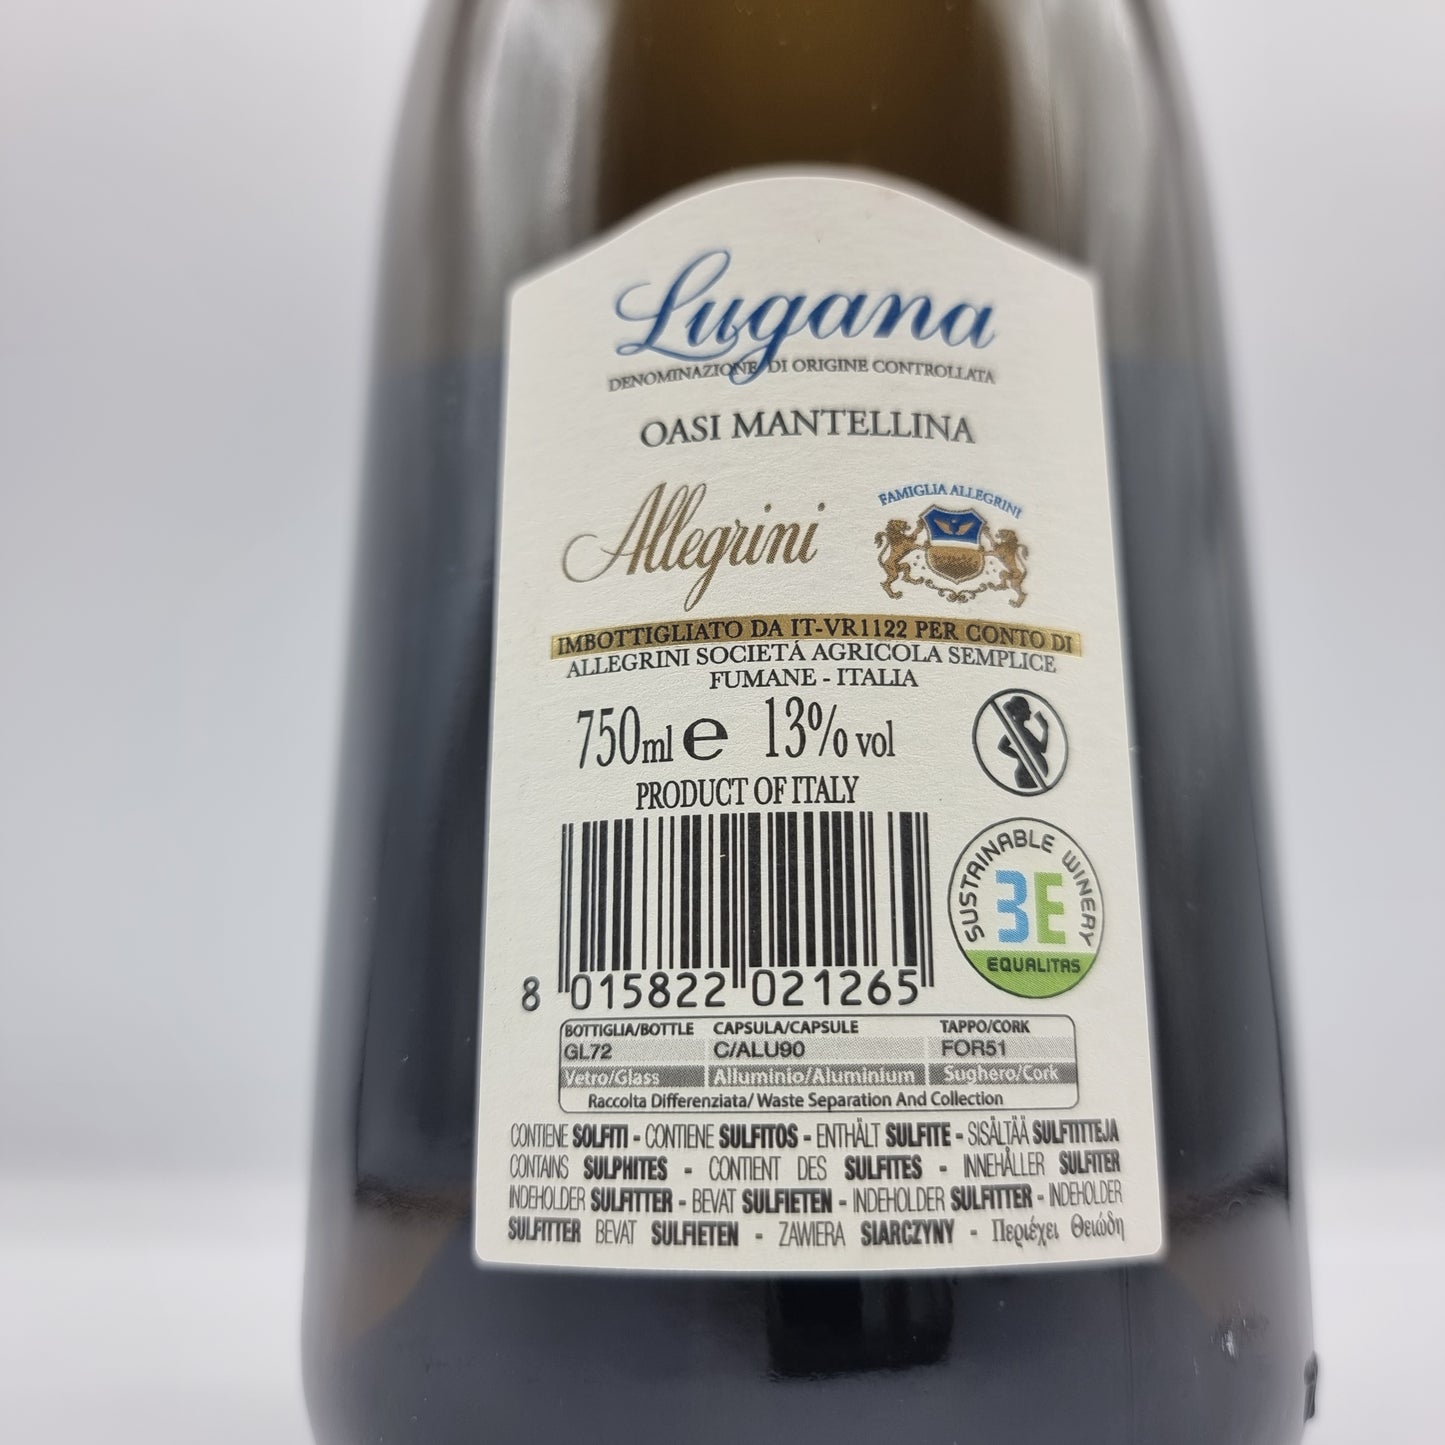 Lugana
DENOMINAZIONE DI ORIGINE CONTROLLATA
OASI MANTELLINA
Allegrini
FAMIGLIA ALLEGRINI
IMBOTTIGLIATO DA IT-VR1122 PER CONTO DI
ALLEGRINI SOCIETÁ AGRICOLA SEMPLICE
FUMANE - ITALIA
750ml e 13% vol
PRODUCT OF ITALY
SUSTAINABLE WINERY
3E
EQUALITAS
8 015822 021265
BOTTIGLIA/BOTTLE CAPSULA/CAPSULE TAPPO/CORK
GL72 C/ALU90 FOR51
Vetro/Glass Alluminio/Aluminium Sughero/Cork
Raccolta Differenziata/ Waste Separation And Collection
CONTIENE SOLFITI - CONTIENE SULFITOS - ENTHÄLT SULFITE - SISÄLTÄÄ SULFIITTEJA
CONTAINS SULPHITES - CONTIENT DES SULFITES - INNEHÅLLER SULFITER
INDEHOLDER SULFITTER - BEVAT SULFIETEN - INDEHOLDER SULFITTER - INDEHOLDER
SULFITTER BEVAT SULFIETEN - ZAWIERA SIARCZYNY - Περιέχει Θειώδη